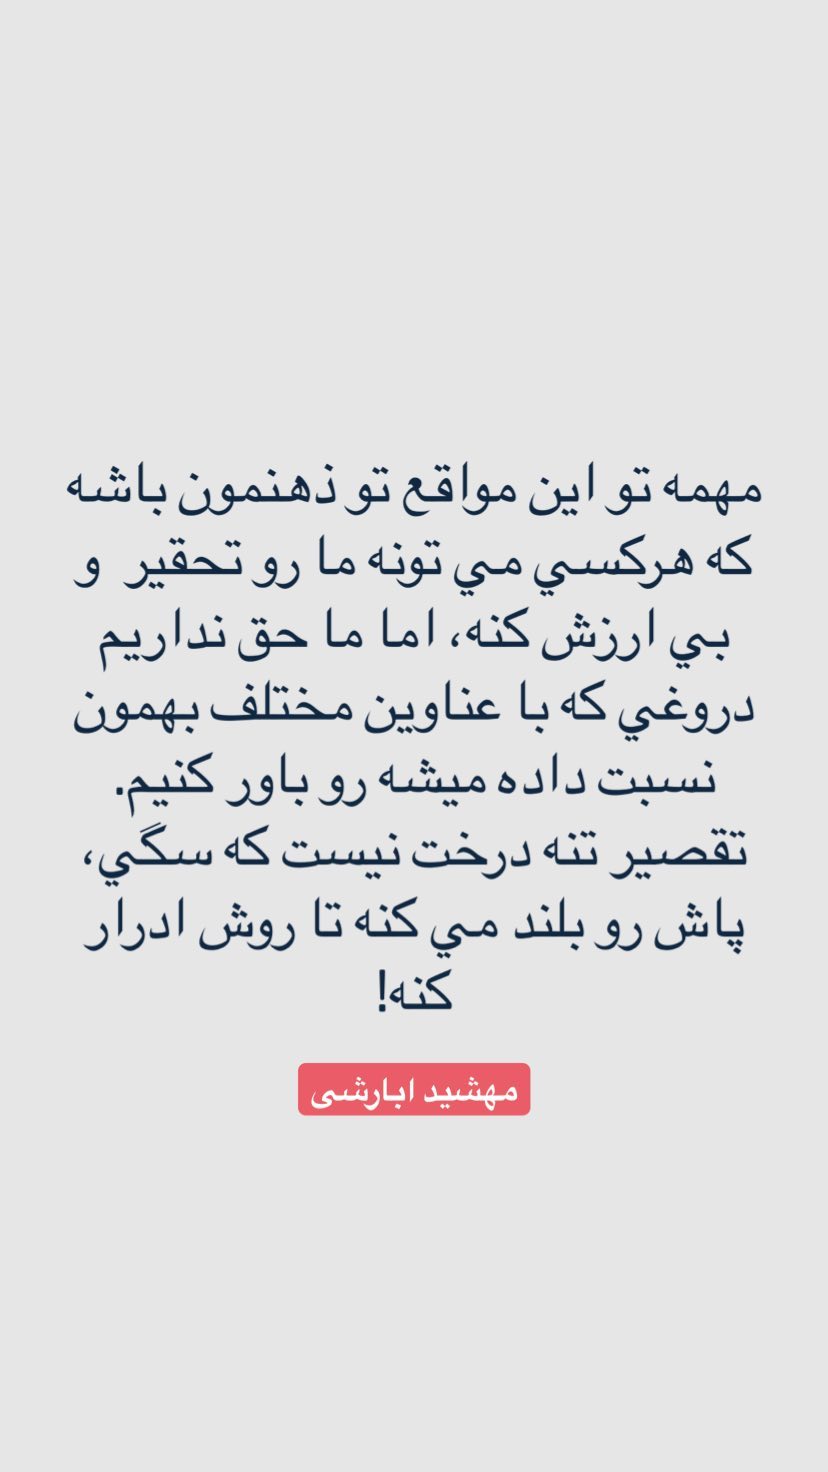 مهمه تو این مواقع تو ذهنمون باشه
که هرکسي مي تونه ما رو تحقیر و
بي ارزش کنه، اما ما حق نداریم
دروغي که با عناوین مختلف بهمون
نسبت داده میشه رو باور کنیم.
تقصیر تنه درخت نیست که سگي،
پاش رو بلند مي کنه تا روش ادرار
کنه!
مهشید ابارشی